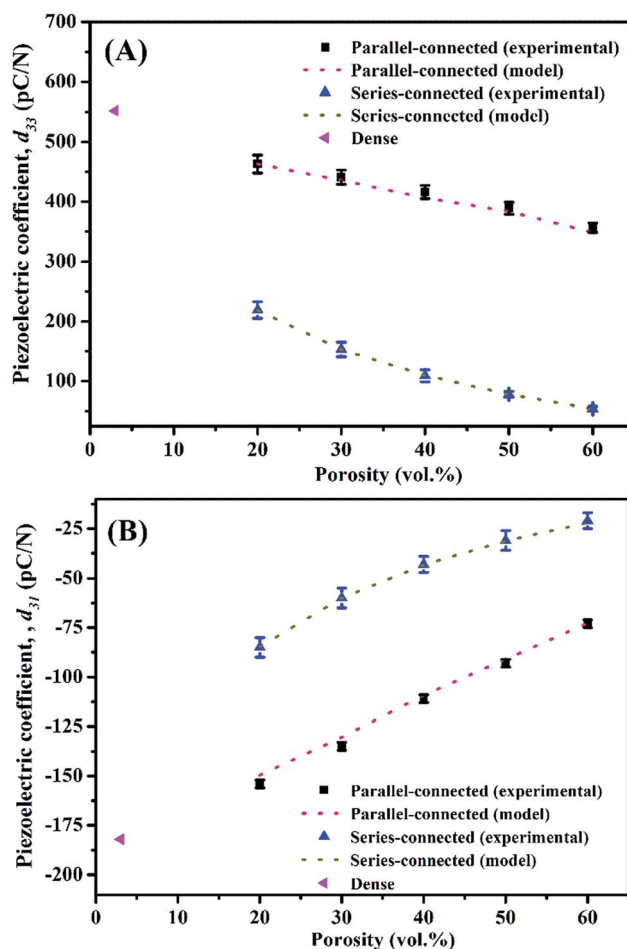 (A)
Parallel-connected (experimental)
Parallel-connected (model)
Series-connected (experimental)
Series-connected (model)
Dense
Piezoelectric coefficient, d33 (pC/N)
700
600
500
400
300
200
100
0 10 20 30 40 50 60
Porosity (vol.%)
(B)
Piezoelectric coefficient, , d31 (pC/N)
-25
-50
-75
-100
-125
-150
-175
-200
Parallel-connected (experimental)
Parallel-connected (model)
Series-connected (experimental)
Series-connected (model)
Dense
0 10 20 30 40 50 60
Porosity (vol.%)